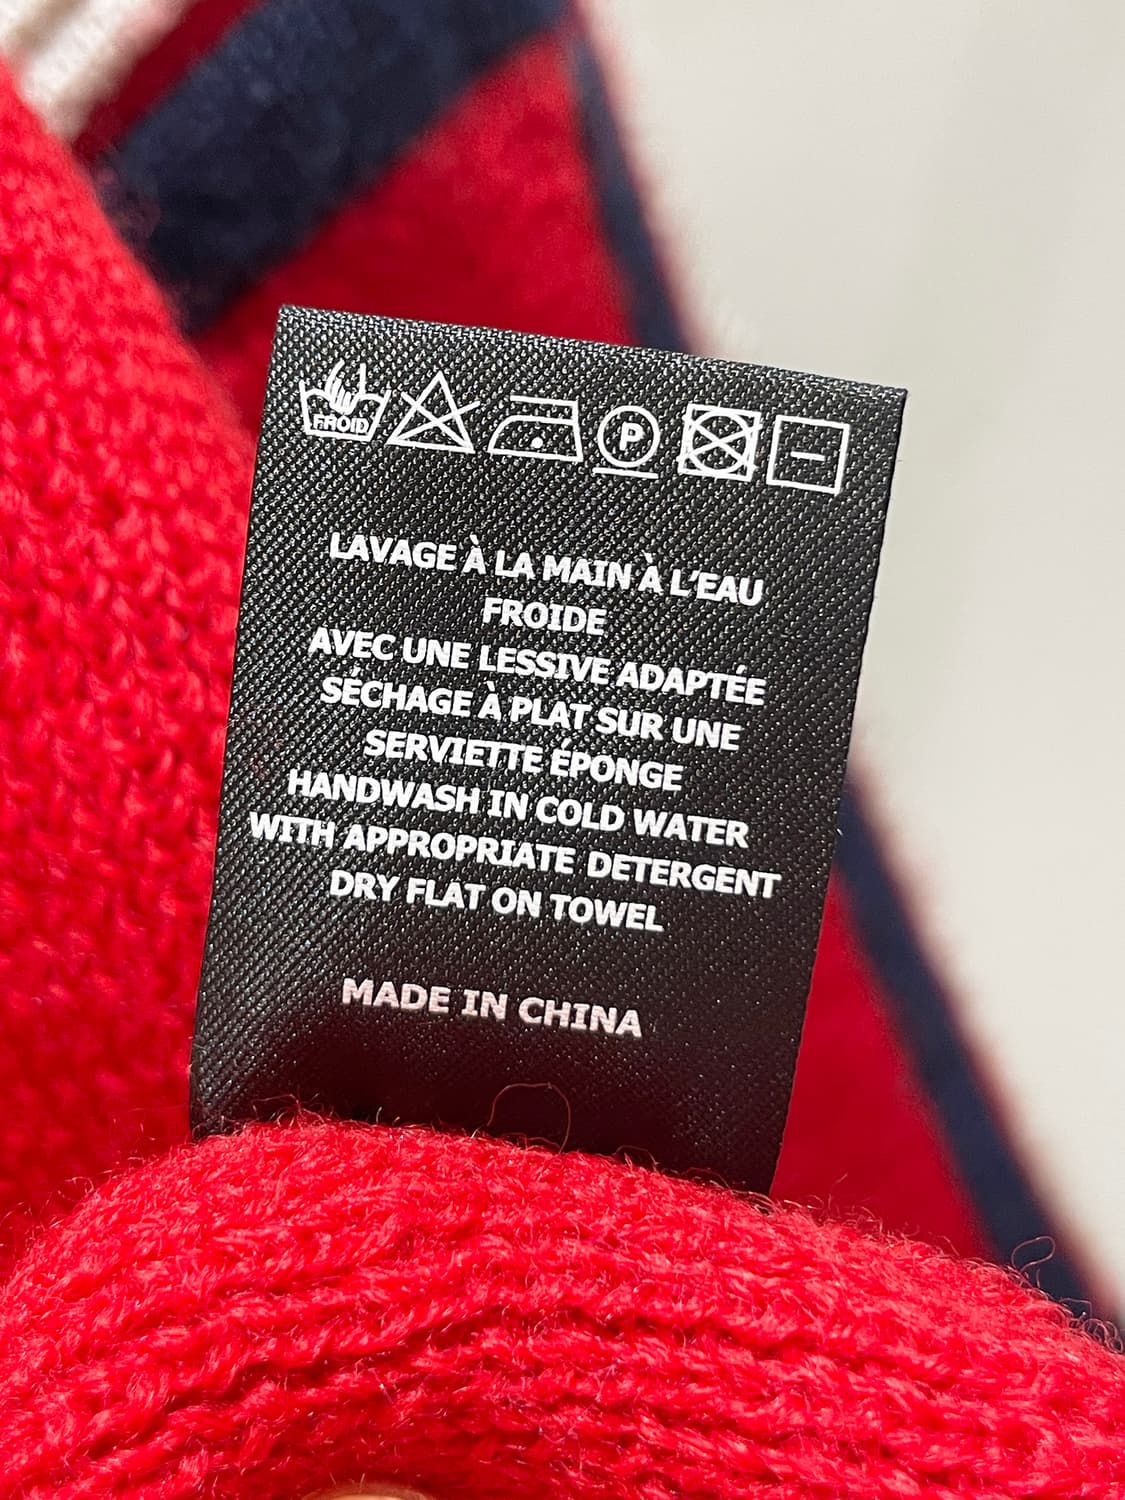 FROID
P
LAVAGE À LA MAIN À L'EAU
FROIDE
AVEC UNE LESSIVE ADAPTÉE
SÉCHAGE À PLAT SUR UNE
SERVIETTE ÉPONGE
HANDWASH IN COLD WATER
WITH APPROPRIATE DETERGENT
DRY FLAT ON TOWEL
MADE IN CHINA